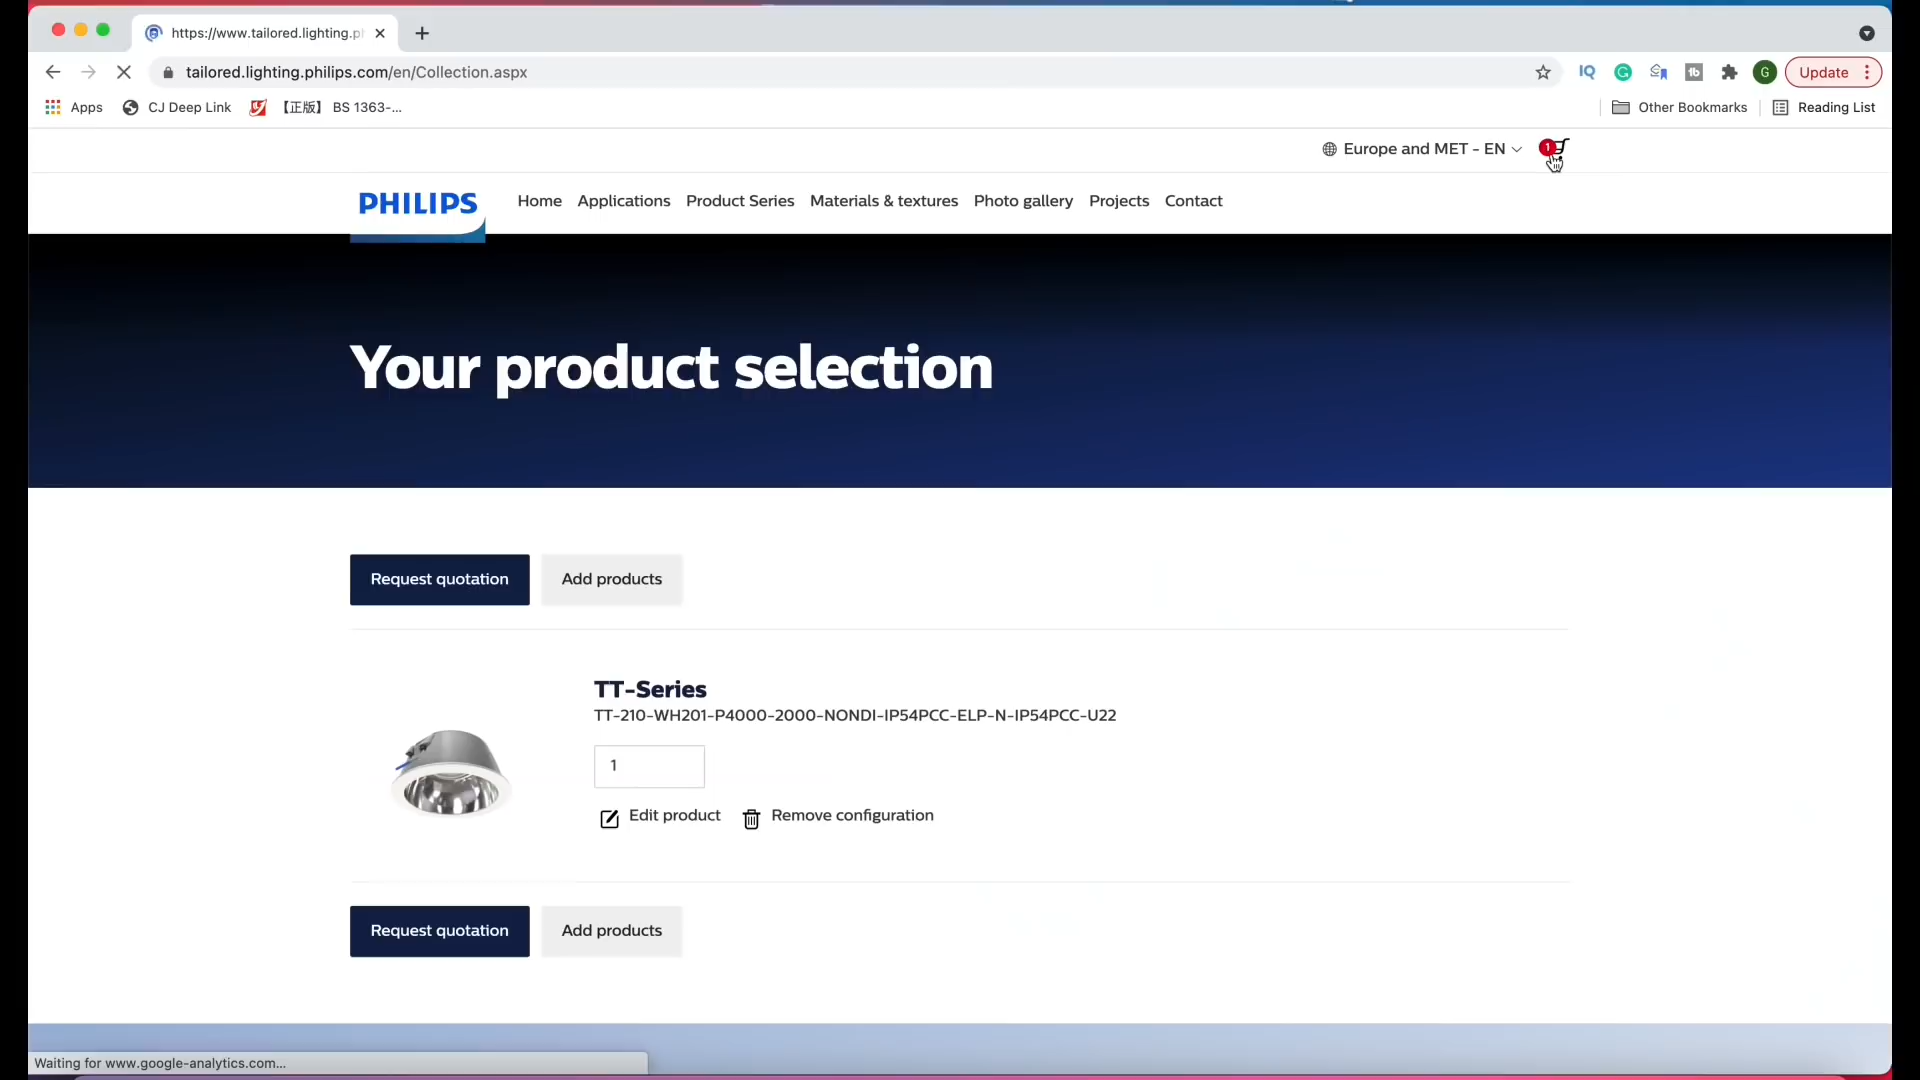 https://www.tailored.lighting.p
tailored.lighting.philips.com/en/Collection.aspx
IQ
G
tb
G
Update
Apps
CJ Deep Link
【正版】 BS 1363-...
Other Bookmarks
Reading List
Europe and MET - EN
1
PHILIPS
Home
Applications
Product Series
Materials & textures
Photo gallery
Projects
Contact
Your product selection
Request quotation
Add products
TT-Series
TT-210-WH201-P4000-2000-NONDI-IP54PCC-ELP-N-IP54PCC-U22
1
Edit product
Remove configuration
Request quotation
Add products
Waiting for www.google-analytics.com...